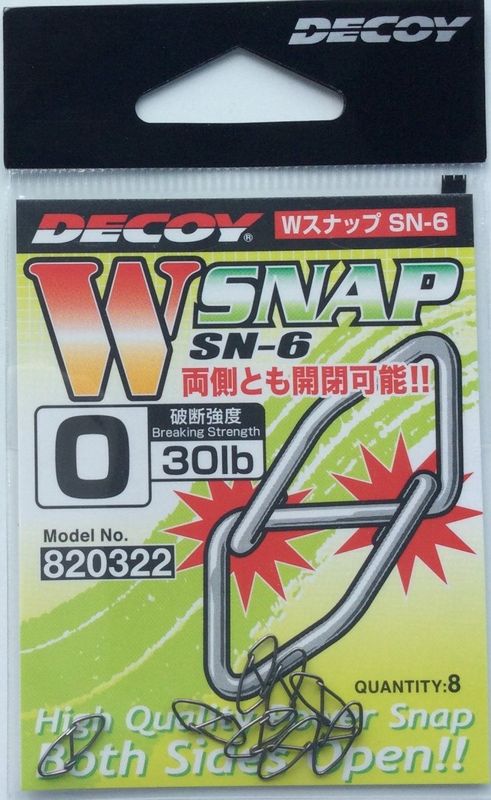 DECOY
DECOY® Wスナップ SN-6
W SNAP
SN-6
両側とも開閉可能!!
0 破断強度
Breaking Strength
30lb
Model No.
820322
QUANTITY:8
High Quality Power Snap
Both Sides Open!!